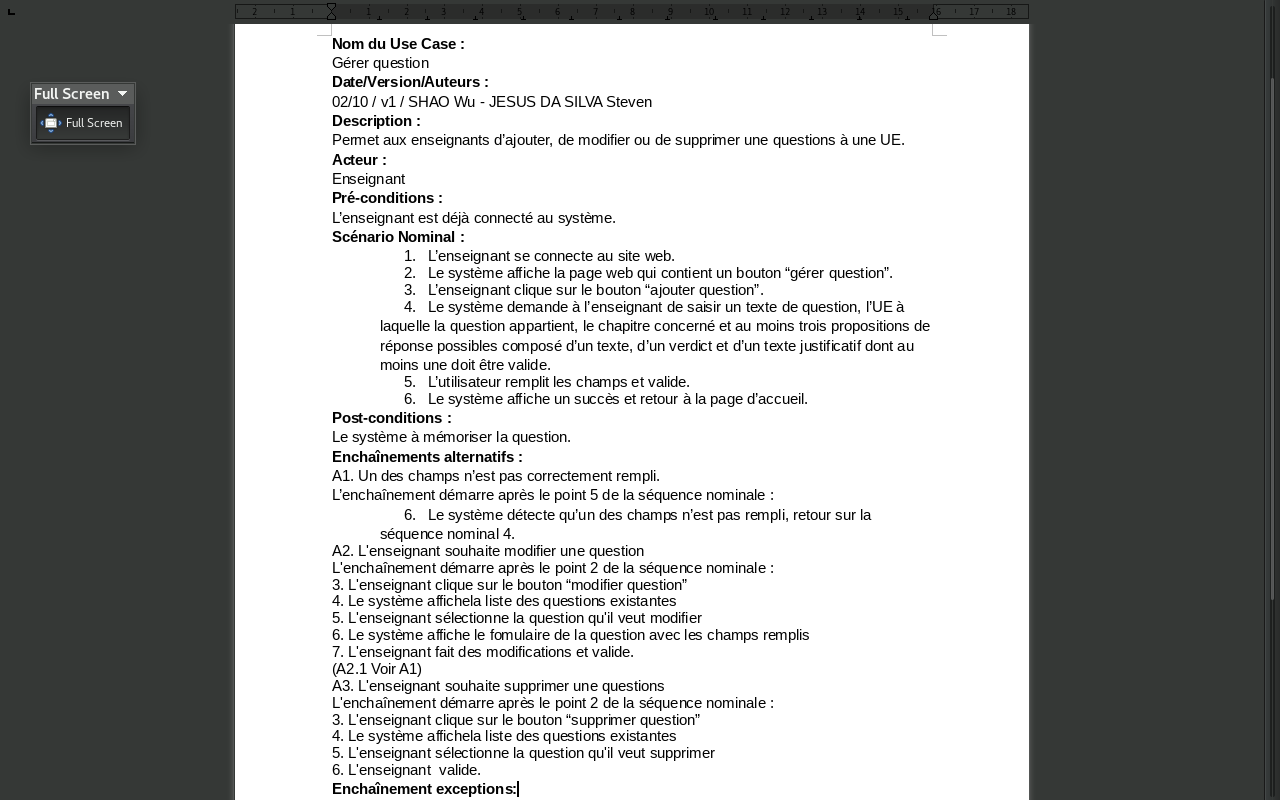 2 1 1 2 3 4 5 6 7 8 9 10 11 12 13 14 15 16 17 18
Full Screen
Full Screen
Nom du Use Case :
Gérer question
Date/Version/Auteurs :
02/10 / v1 / SHAO Wu - JESUS DA SILVA Steven
Description :
Permet aux enseignants d’ajouter, de modifier ou de supprimer une questions à une UE.
Acteur :
Enseignant
Pré-conditions :
L’enseignant est déjà connecté au système.
Scénario Nominal :
1. L’enseignant se connecte au site web.
2. Le système affiche la page web qui contient un bouton “gérer question”.
3. L’enseignant clique sur le bouton “ajouter question”.
4. Le système demande à l’enseignant de saisir un texte de question, l’UE à
laquelle la question appartient, le chapitre concerné et au moins trois propositions de
réponse possibles composé d’un texte, d’un verdict et d’un texte justificatif dont au
moins une doit être valide.
5. L’utilisateur remplit les champs et valide.
6. Le système affiche un succès et retour à la page d’accueil.
Post-conditions :
Le système à mémoriser la question.
Enchaînements alternatifs :
A1. Un des champs n’est pas correctement rempli.
L’enchaînement démarre après le point 5 de la séquence nominale :
6. Le système détecte qu’un des champs n’est pas rempli, retour sur la
séquence nominal 4.
A2. L'enseignant souhaite modifier une question
L'enchaînement démarre après le point 2 de la séquence nominale :
3. L'enseignant clique sur le bouton “modifier question”
4. Le système affichela liste des questions existantes
5. L'enseignant sélectionne la question qu'il veut modifier
6. Le système affiche le fomulaire de la question avec les champs remplis
7. L'enseignant fait des modifications et valide.
(A2.1 Voir A1)
A3. L'enseignant souhaite supprimer une questions
L'enchaînement démarre après le point 2 de la séquence nominale :
3. L'enseignant clique sur le bouton “supprimer question”
4. Le système affichela liste des questions existantes
5. L'enseignant sélectionne la question qu'il veut supprimer
6. L'enseignant  valide.
Enchaînement exceptions: